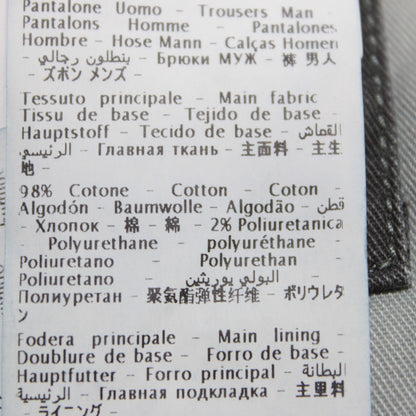 Pantalone Uomo – Trousers Man –
Pantalons Homme – Pantalones
Hombre – Hose Mann – Calças Homem
– بنطلون رجالي – Брюки МУЖ – 裤 男人
– ズボン メンズ –
Tessuto principale – Main fabric
Tissu de base – Tejido de base –
Hauptstoff – Tecido de base – القماش
الرئيسي – Главная ткань – 主面料 – 主生
地 –
98% Cotone – Cotton – Coton –
Algodón – Baumwolle – Algodão – قطن
– Хлопок – 棉 – 綿 – 2% Poliuretanica
– Polyurethane – polyuréthane –
Poliuretano – Polyurethan –
Poliuretano – البولي يوريثين –
Полиуретан – 聚氨酯弹性纤维 – ポリウレタ
ン
Fodera principale – Main lining –
Doublure de base – Forro de base –
Hauptfutter – Forro principal – البطانة
الرئيسية – Главная подкладка – 主里料
– ライニング –